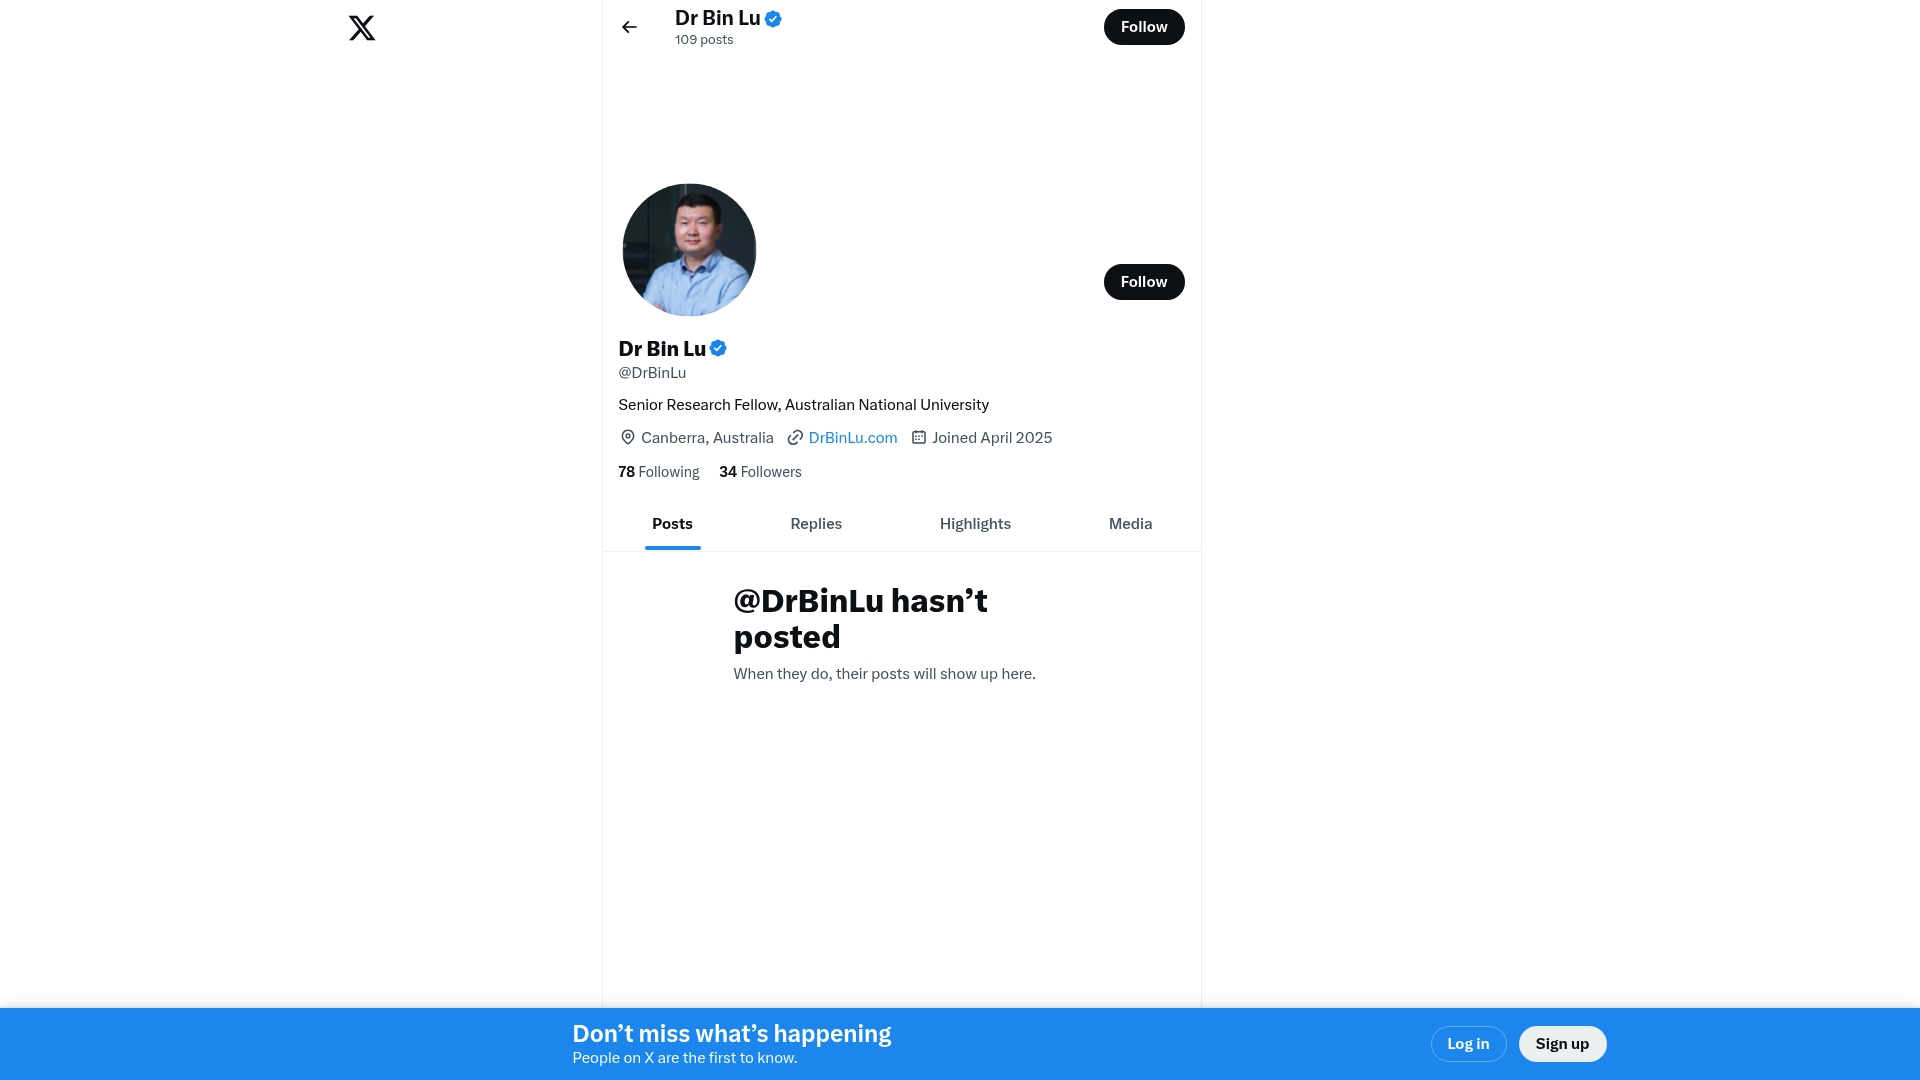 Dr Bin Lu
109 posts
Follow
Follow
Dr Bin Lu
@DrBinLu
Senior Research Fellow, Australian National University
Canberra, Australia DrBinLu.com Joined April 2025
78 Following 34 Followers
Posts Replies Highlights Media
@DrBinLu hasn’t
posted
When they do, their posts will show up here.
Don’t miss what’s happening
People on X are the first to know.
Log in Sign up